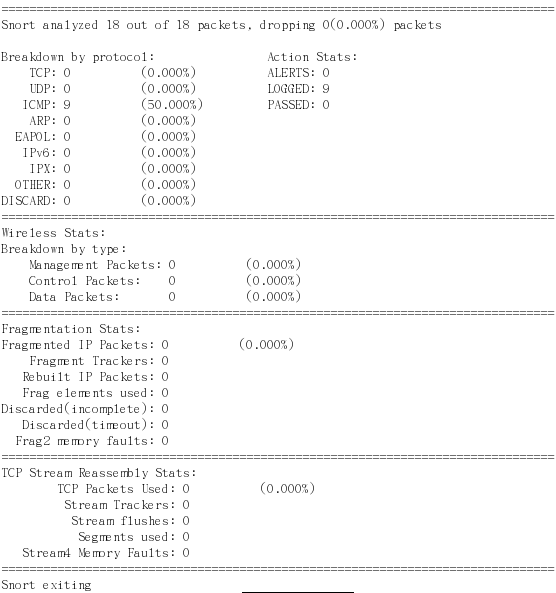 ===============================================================================
Snort analyzed 18 out of 18 packets, dropping 0(0.000%) packets
Breakdown by protocol: Action Stats:
TCP: 0 (0.000%) ALERTS: 0
UDP: 0 (0.000%) LOGGED: 9
ICMP: 9 (50.000%) PASSED: 0
ARP: 0 (0.000%)
EAPOL: 0 (0.000%)
IPv6: 0 (0.000%)
IPX: 0 (0.000%)
OTHER: 0 (0.000%)
DISCARD: 0 (0.000%)
===============================================================================
Wireless Stats:
Breakdown by type:
Management Packets: 0 (0.000%)
Control Packets: 0 (0.000%)
Data Packets: 0 (0.000%)
===============================================================================
Fragmentation Stats:
Fragmented IP Packets: 0 (0.000%)
Fragment Trackers: 0
Rebuilt IP Packets: 0
Frag elements used: 0
Discarded(incomplete): 0
Discarded(timeout): 0
Frag2 memory faults: 0
===============================================================================
TCP Stream Reassembly Stats:
TCP Packets Used: 0 (0.000%)
Stream Trackers: 0
Stream flushes: 0
Segments used: 0
Stream4 Memory Faults: 0
===============================================================================
Snort exiting